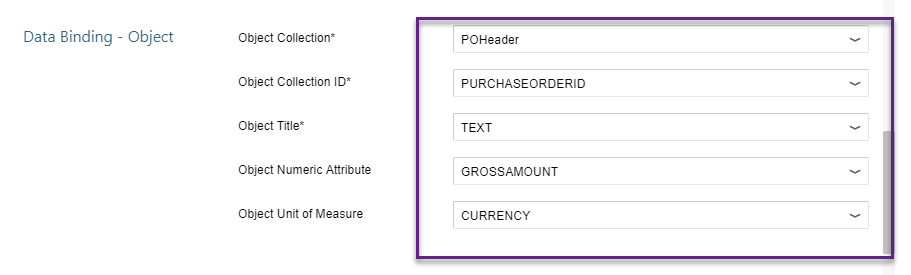 Data Binding - Object
Object Collection* POHeader
Object Collection ID* PURCHASEORDERID
Object Title* TEXT
Object Numeric Attribute GROSSAMOUNT
Object Unit of Measure CURRENCY